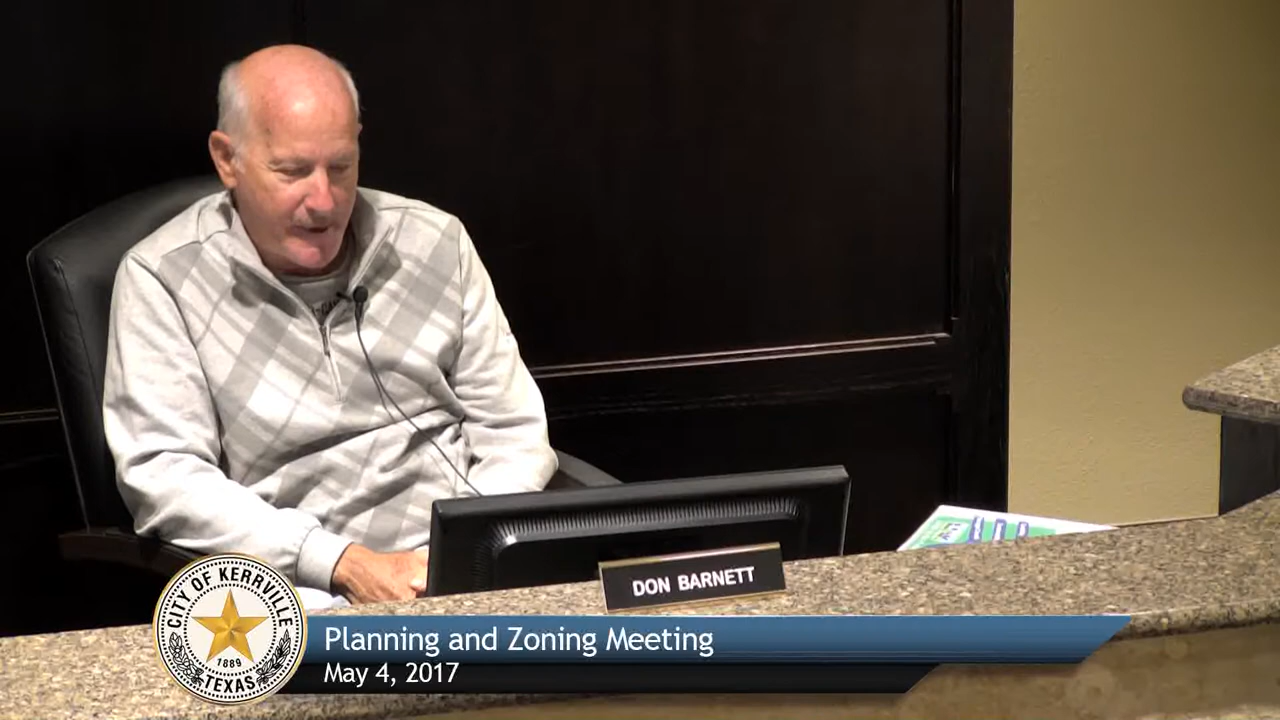 DON BARNETT
Planning and Zoning Meeting
May 4, 2017
CITY OF KERRVILLE
1889
TEXAS